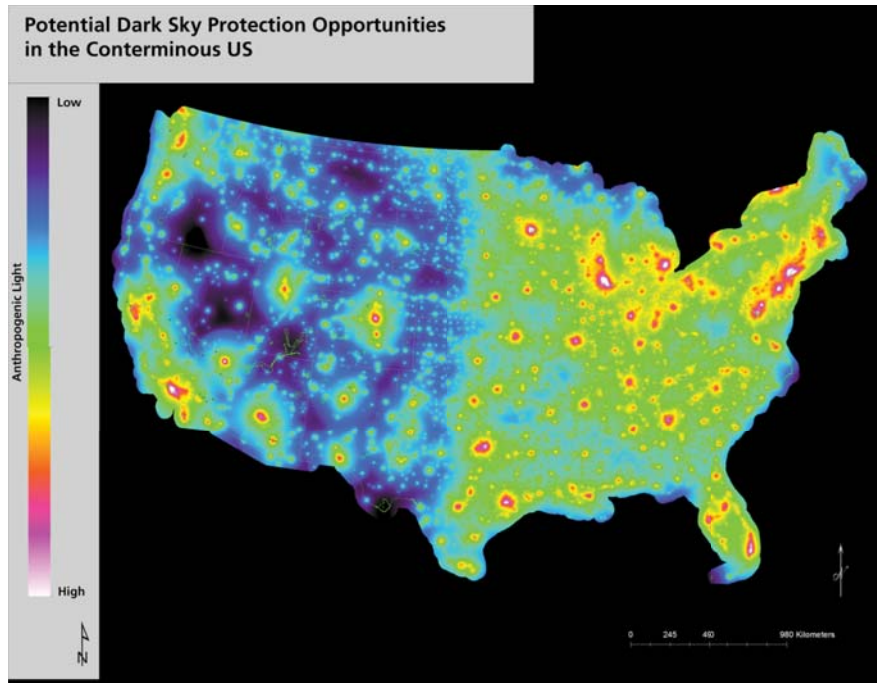 Potential Dark Sky Protection Opportunities
in the Conterminous US
Low
Anthropogenic Light
High
N
0 245 490 980 Kilometers